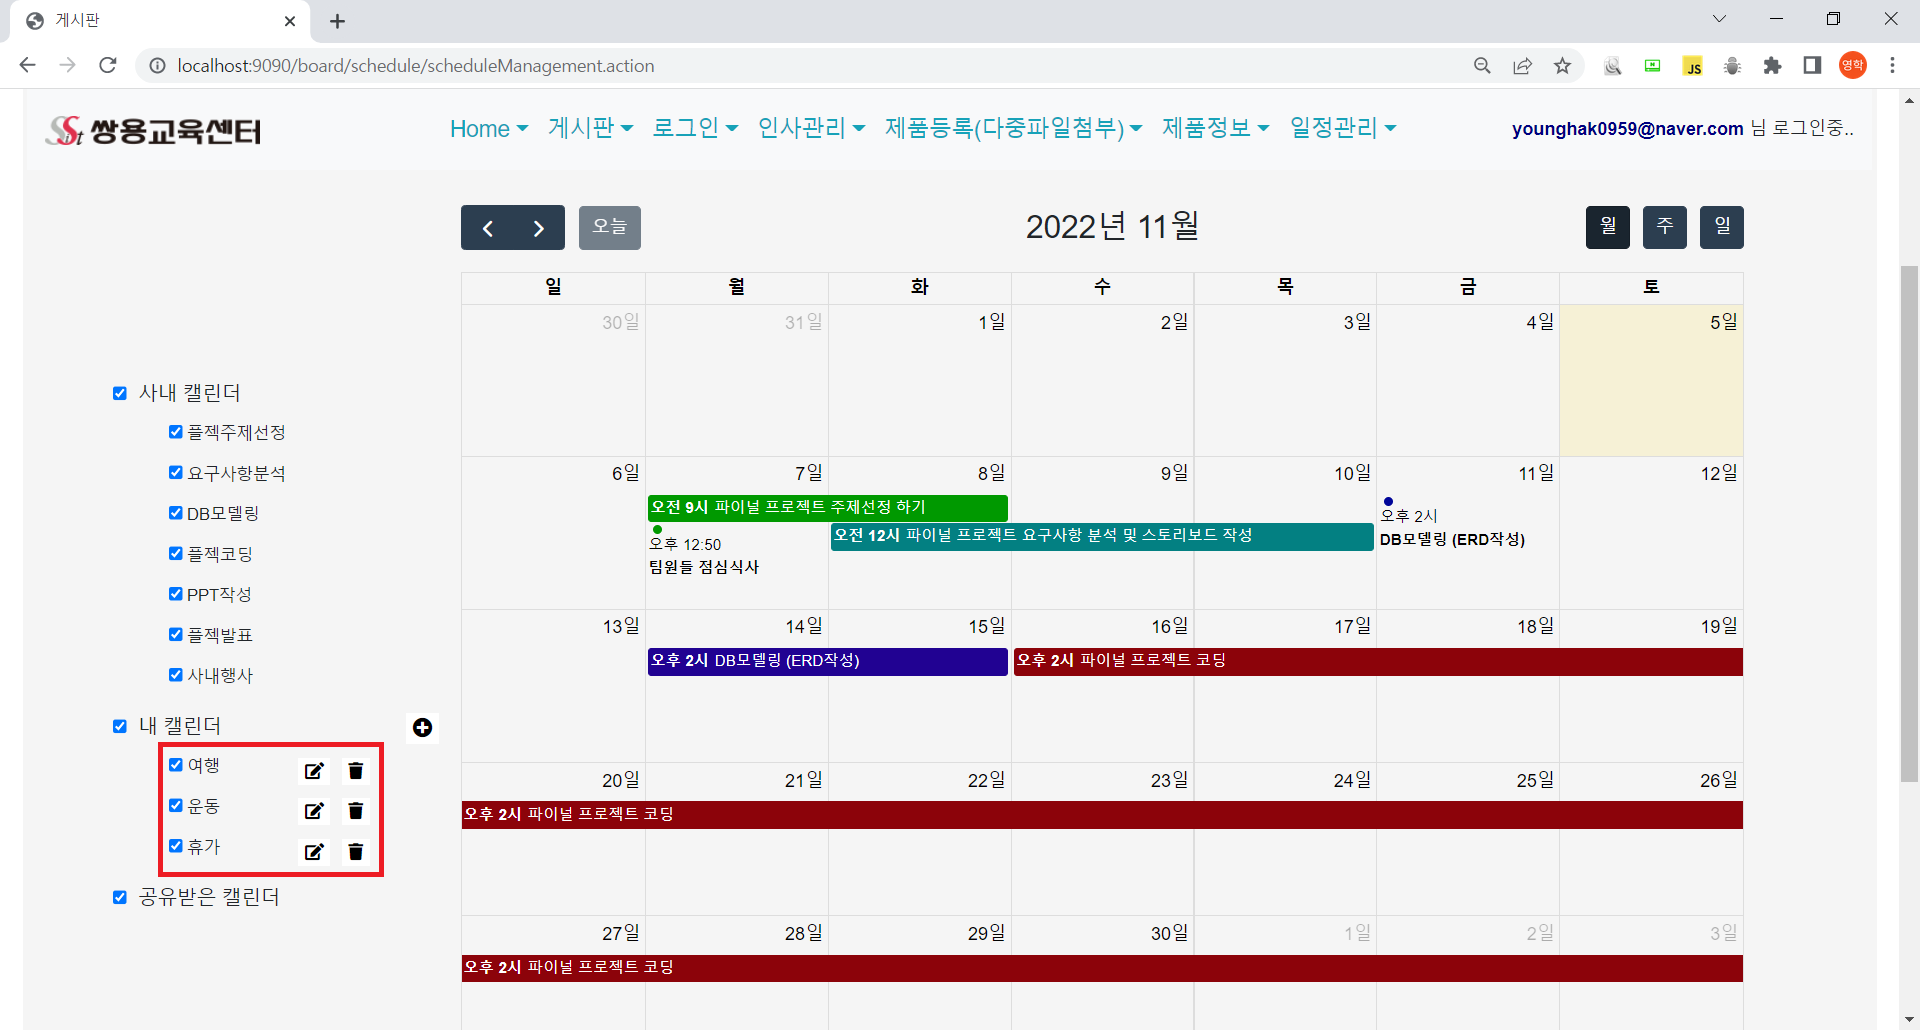 게시판
localhost:9090/board/schedule/scheduleManagement.action
JS
영학
Sist 쌍용교육센터
Home 게시판 로그인 인사관리 제품등록(다중파일첨부) 제품정보 일정관리
younghak0959@naver.com 님 로그인중..
오늘
2022년 11월
월 주 일
일 월 화 수 목 금 토
30일 31일 1일 2일 3일 4일 5일
사내 캘린더
플젝주제선정
요구사항분석
DB모델링
플젝코딩
PPT작성
플젝발표
사내행사
내 캘린더
여행
운동
휴가
공유받은 캘린더
6일 7일 8일 9일 10일 11일 12일
오전 9시 파이널 프로젝트 주제선정 하기
오후 12:50
팀원들 점심식사
오전 12시 파이널 프로젝트 요구사항 분석 및 스토리보드 작성
오후 2시
DB모델링 (ERD작성)
13일 14일 15일 16일 17일 18일 19일
오후 2시 DB모델링 (ERD작성)
오후 2시 파이널 프로젝트 코딩
20일 21일 22일 23일 24일 25일 26일
오후 2시 파이널 프로젝트 코딩
27일 28일 29일 30일 1일 2일 3일
오후 2시 파이널 프로젝트 코딩